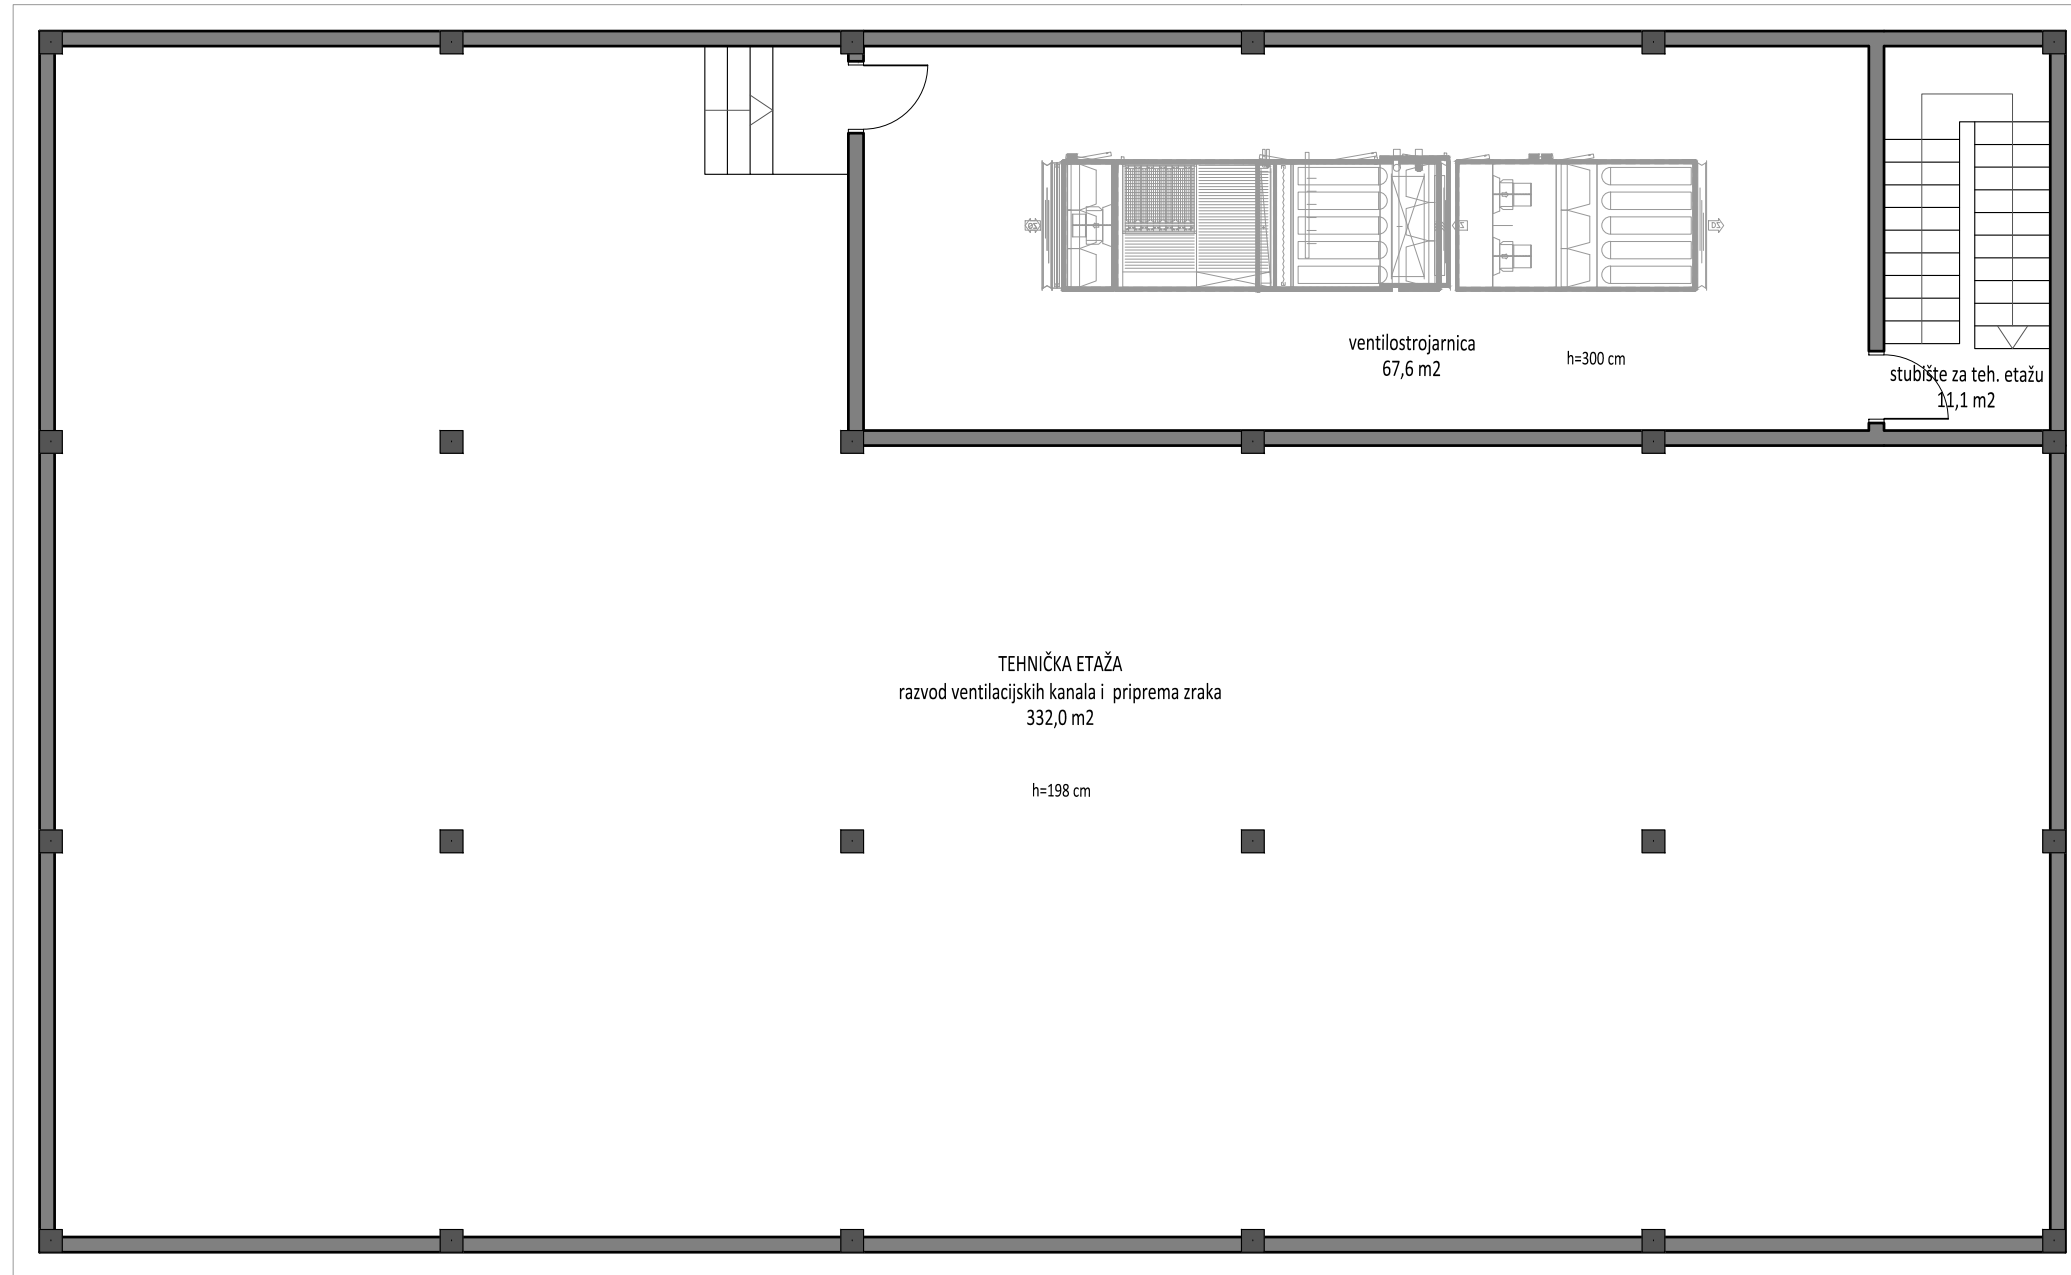 ventilostrojarnica
67,6 m2
h=300 cm
stubište za teh. etažu
11,1 m2
TEHNIČKA ETAŽA
razvod ventilacijskih kanala i priprema zraka
332,0 m2
h=198 cm